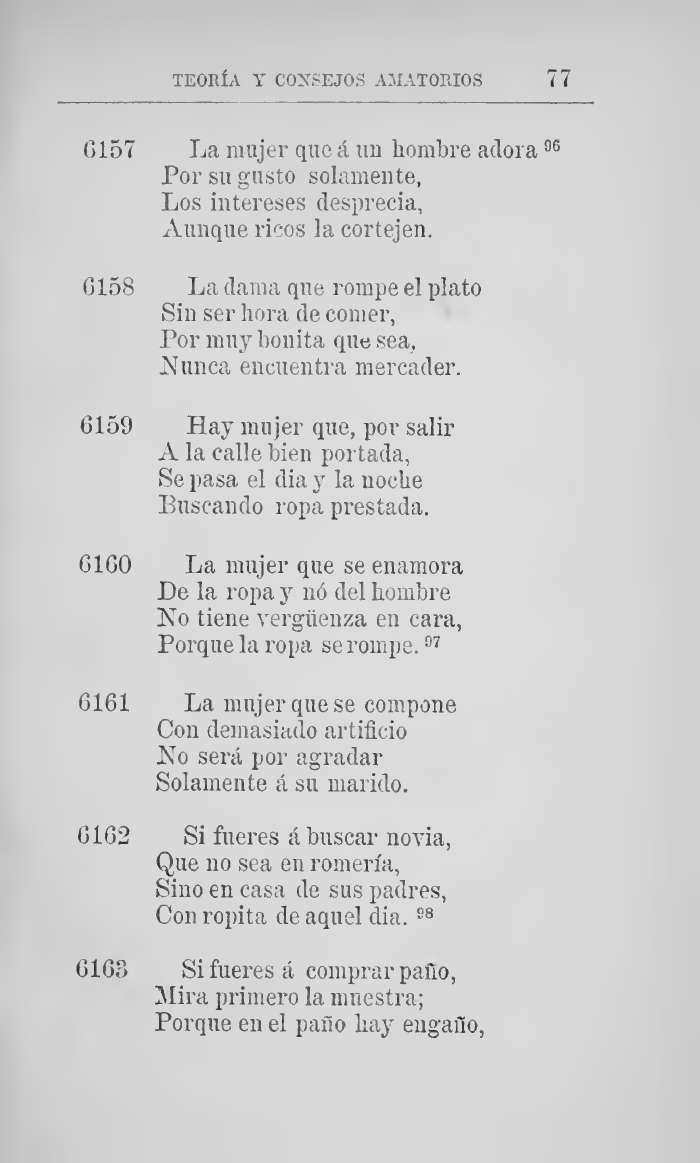 TEORÍA Y CONSEJOS AMATORIOS 77
6157 La mujer que á un hombre adora 96
Por su gusto solamente,
Los intereses desprecia,
Aunque ricos la cortejen.
6158 La dama que rompe el plato
Sin ser hora de comer,
Por muy bonita que sea,
Nunca encuentra mercader.
6159 Hay mujer que, por salir
A la calle bien portada,
Se pasa el dia y la noche
Buscando ropa prestada.
6160 La mujer que se enamora
De la ropa y nó del hombre
No tiene vergüenza en cara,
Porque la ropa se rompe. 97
6161 La mujer que se compone
Con demasiado artificio
No será por agradar
Solamente á su marido.
6162 Si fueres á buscar novia,
Que no sea en romería,
Sino en casa de sus padres,
Con ropita de aquel dia. 98
6163 Si fueres á comprar paño,
Mira primero la muestra;
Porque en el paño hay engaño,